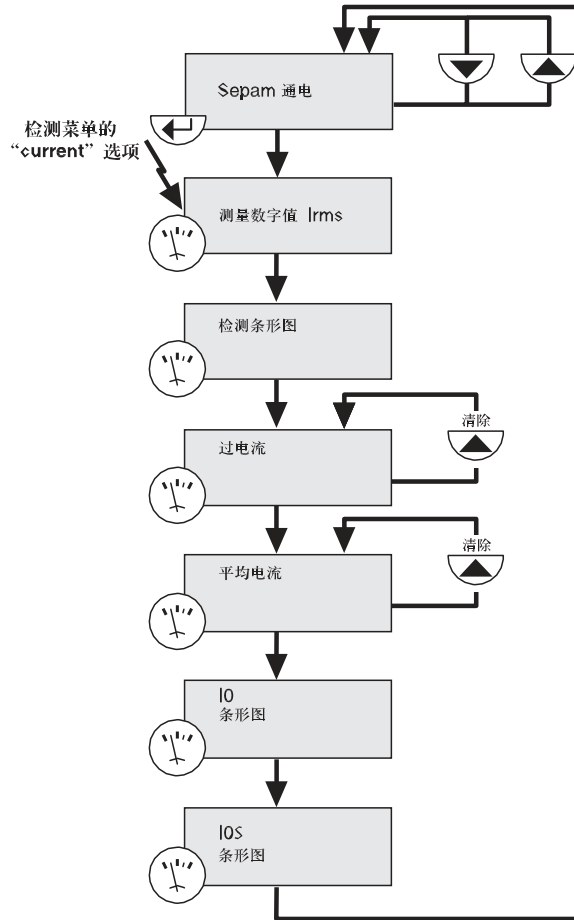 Sepam 通电
检测菜单的
“current” 选项
测量数字值 Irms
检测条形图
过电流
清除
平均电流
清除
I0
条形图
I0S
条形图